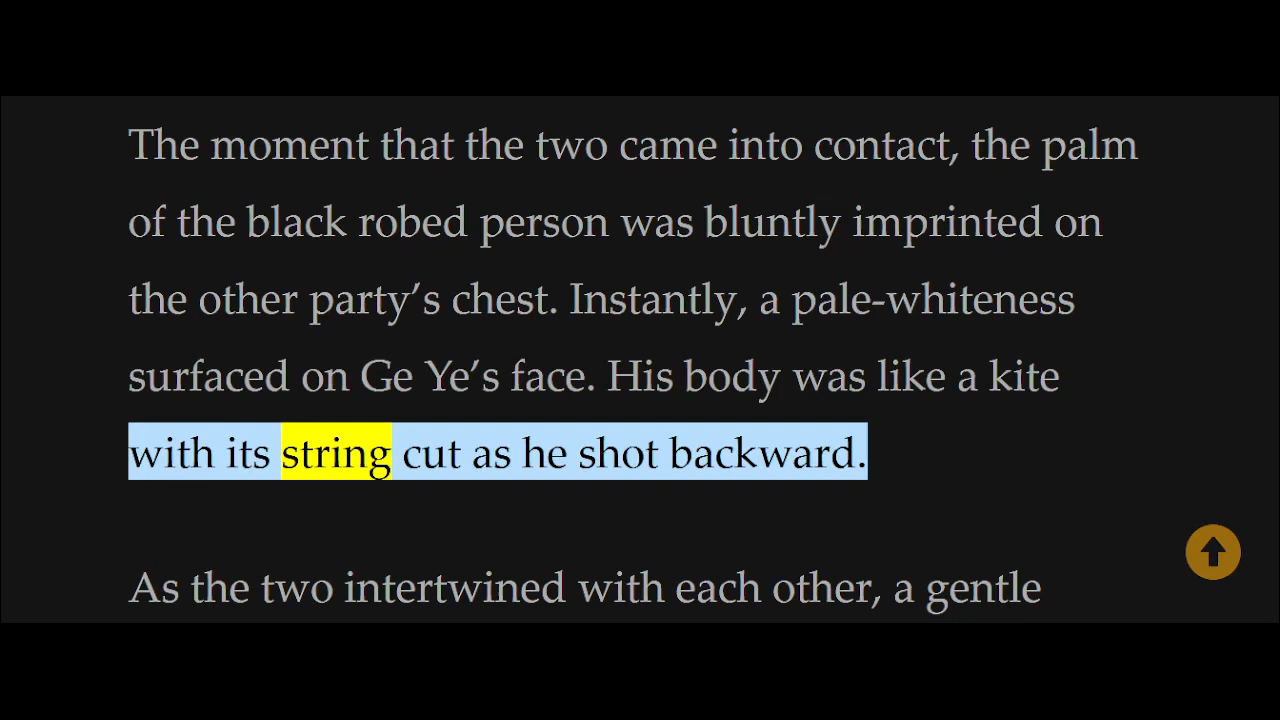 The moment that the two came into contact, the palm
of the black robed person was bluntly imprinted on
the other party’s chest. Instantly, a pale-whiteness
surfaced on Ge Ye’s face. His body was like a kite
with its string cut as he shot backward.
As the two intertwined with each other, a gentle